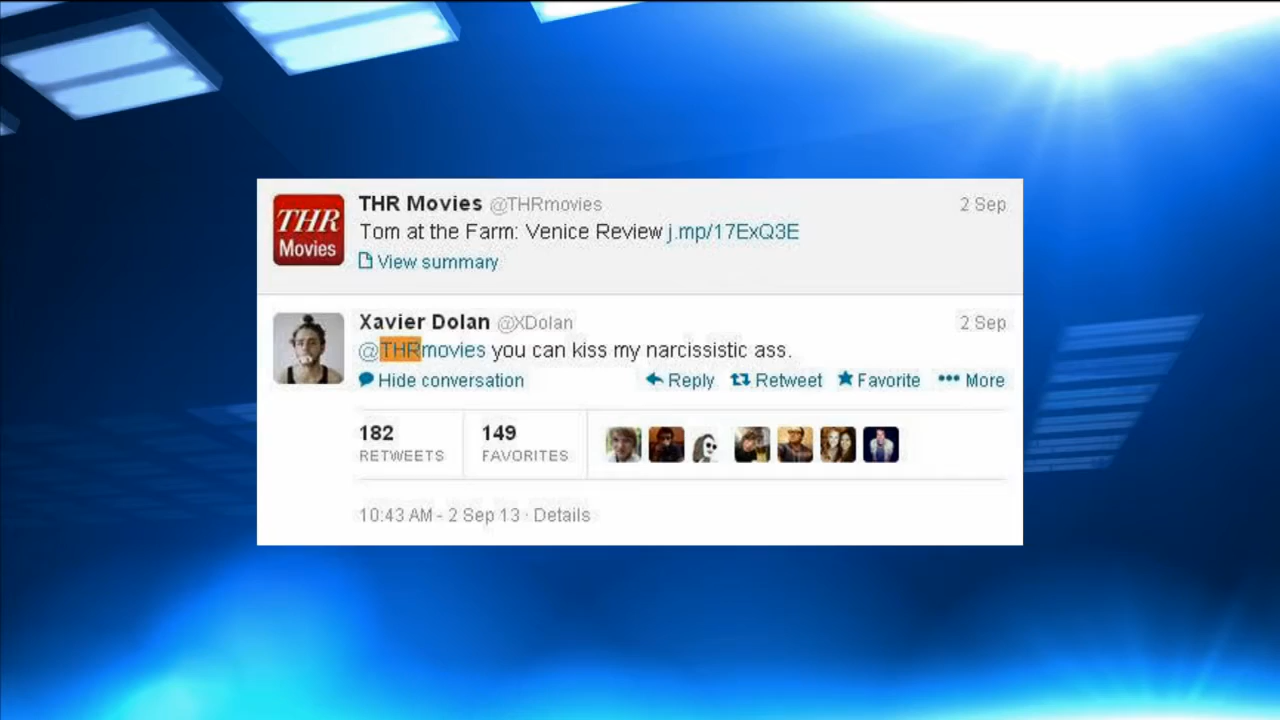 THR
Movies
THR Movies @THRmovies 2 Sep
Tom at the Farm: Venice Review j.mp/17ExQ3E
View summary
Xavier Dolan @XDolan 2 Sep
@THRmovies you can kiss my narcissistic ass.
Hide conversation Reply Retweet Favorite ••• More
182 149
RETWEETS FAVORITES
10:43 AM - 2 Sep 13 · Details